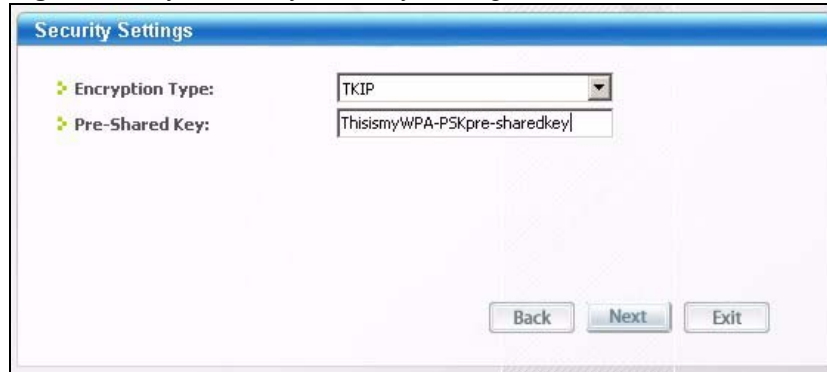 Security Settings
Encryption Type: TKIP
Pre-Shared Key: ThisismyWPA-PSKpre-sharedkey
Back Next Exit